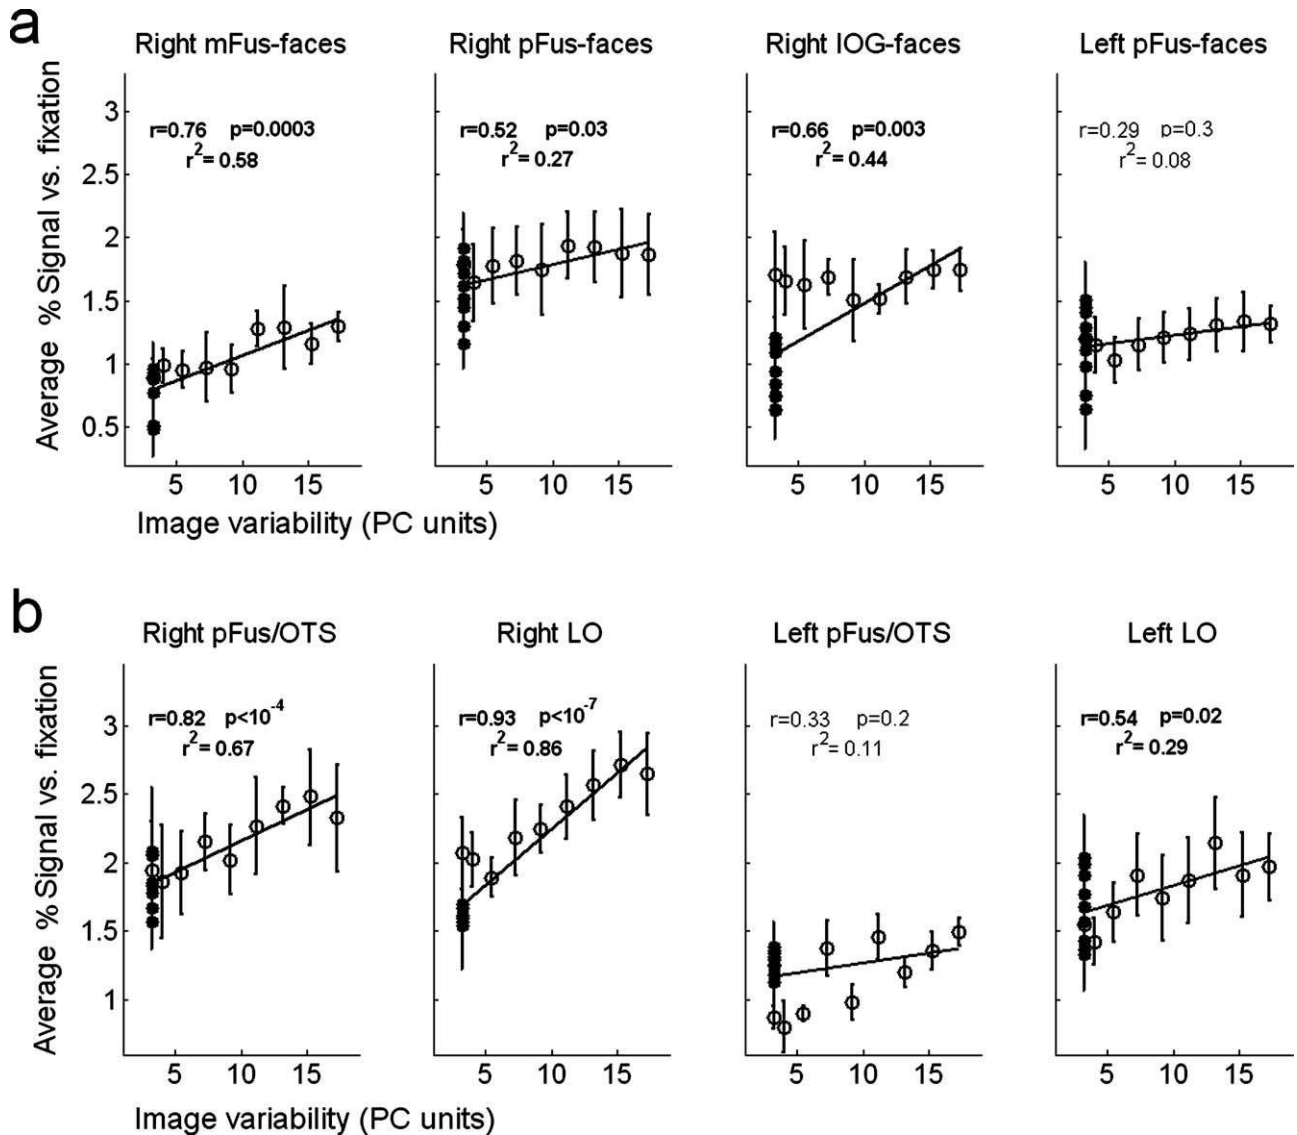 a
Right mFus-faces
Right pFus-faces
Right IOG-faces
Left pFus-faces
Average % Signal vs. fixation
3
2.5
2
1.5
1
0.5
r=0.76 p=0.0003
r²= 0.58
r=0.52 p=0.03
r²= 0.27
r=0.66 p=0.003
r²= 0.44
r=0.29 p=0.3
r²= 0.08
5 10 15
5 10 15
5 10 15
5 10 15
Image variability (PC units)
b
Right pFus/OTS
Right LO
Left pFus/OTS
Left LO
Average % Signal vs. fixation
3
2.5
2
1.5
1
r=0.82 p<10⁻⁴
r²= 0.67
r=0.93 p<10⁻⁷
r²= 0.86
r=0.33 p=0.2
r²= 0.11
r=0.54 p=0.02
r²= 0.29
5 10 15
5 10 15
5 10 15
5 10 15
Image variability (PC units)